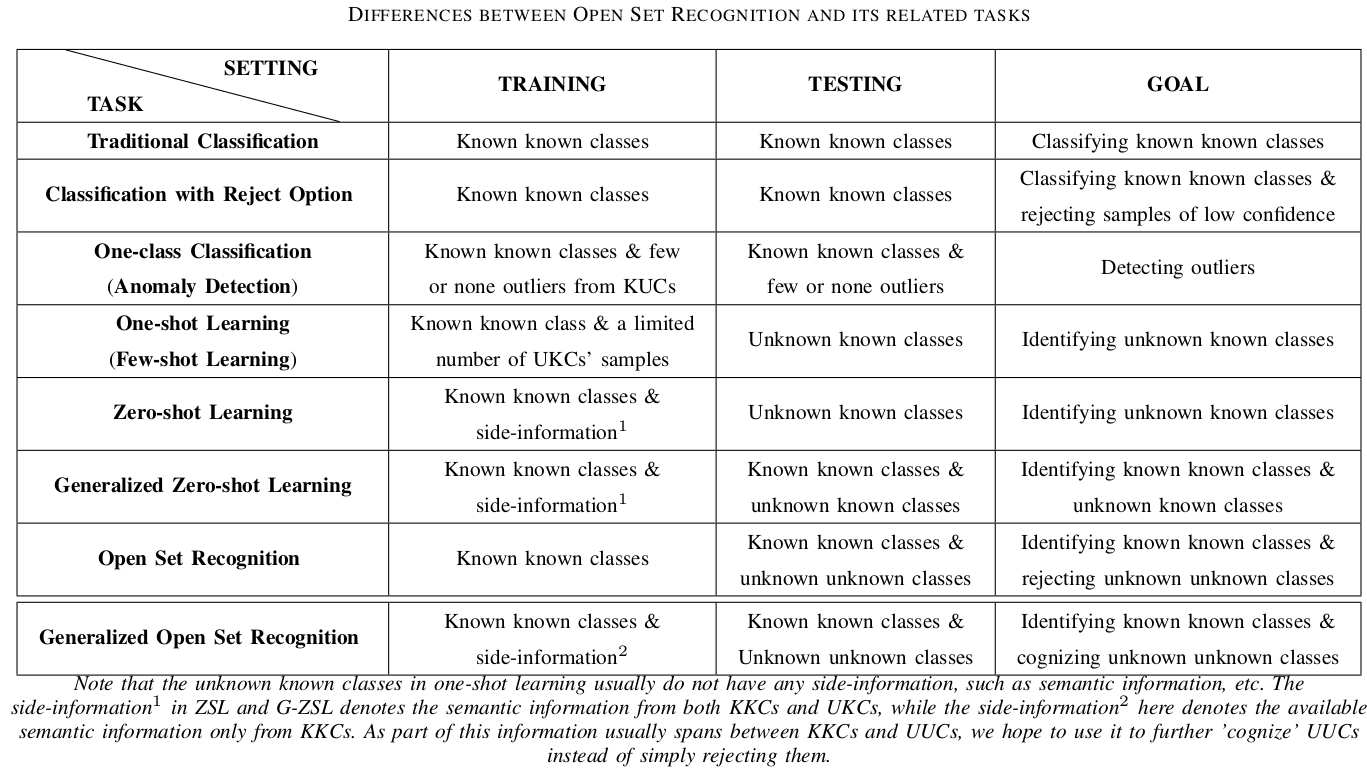 DIFFERENCES BETWEEN OPEN SET RECOGNITION AND ITS RELATED TASKS
SETTING
TASK
TRAINING
TESTING
GOAL
Traditional Classification
Known known classes
Known known classes
Classifying known known classes
Classification with Reject Option
Known known classes
Known known classes
Classifying known known classes &
rejecting samples of low confidence
One-class Classification
(Anomaly Detection)
Known known classes & few
or none outliers from KUCs
Known known classes &
few or none outliers
Detecting outliers
One-shot Learning
(Few-shot Learning)
Known known class & a limited
number of UKCs' samples
Unknown known classes
Identifying unknown known classes
Zero-shot Learning
Known known classes &
side-information¹
Unknown known classes
Identifying unknown known classes
Generalized Zero-shot Learning
Known known classes &
side-information¹
Known known classes &
unknown known classes
Identifying known known classes &
unknown known classes
Open Set Recognition
Known known classes
Known known classes &
unknown unknown classes
Identifying known known classes &
rejecting unknown unknown classes
Generalized Open Set Recognition
Known known classes &
side-information²
Known known classes &
Unknown unknown classes
Identifying known known classes &
cognizing unknown unknown classes
Note that the unknown known classes in one-shot learning usually do not have any side-information, such as semantic information, etc. The
side-information¹ in ZSL and G-ZSL denotes the semantic information from both KKCs and UKCs, while the side-information² here denotes the available
semantic information only from KKCs. As part of this information usually spans between KKCs and UUCs, we hope to use it to further 'cognize' UUCs
instead of simply rejecting them.